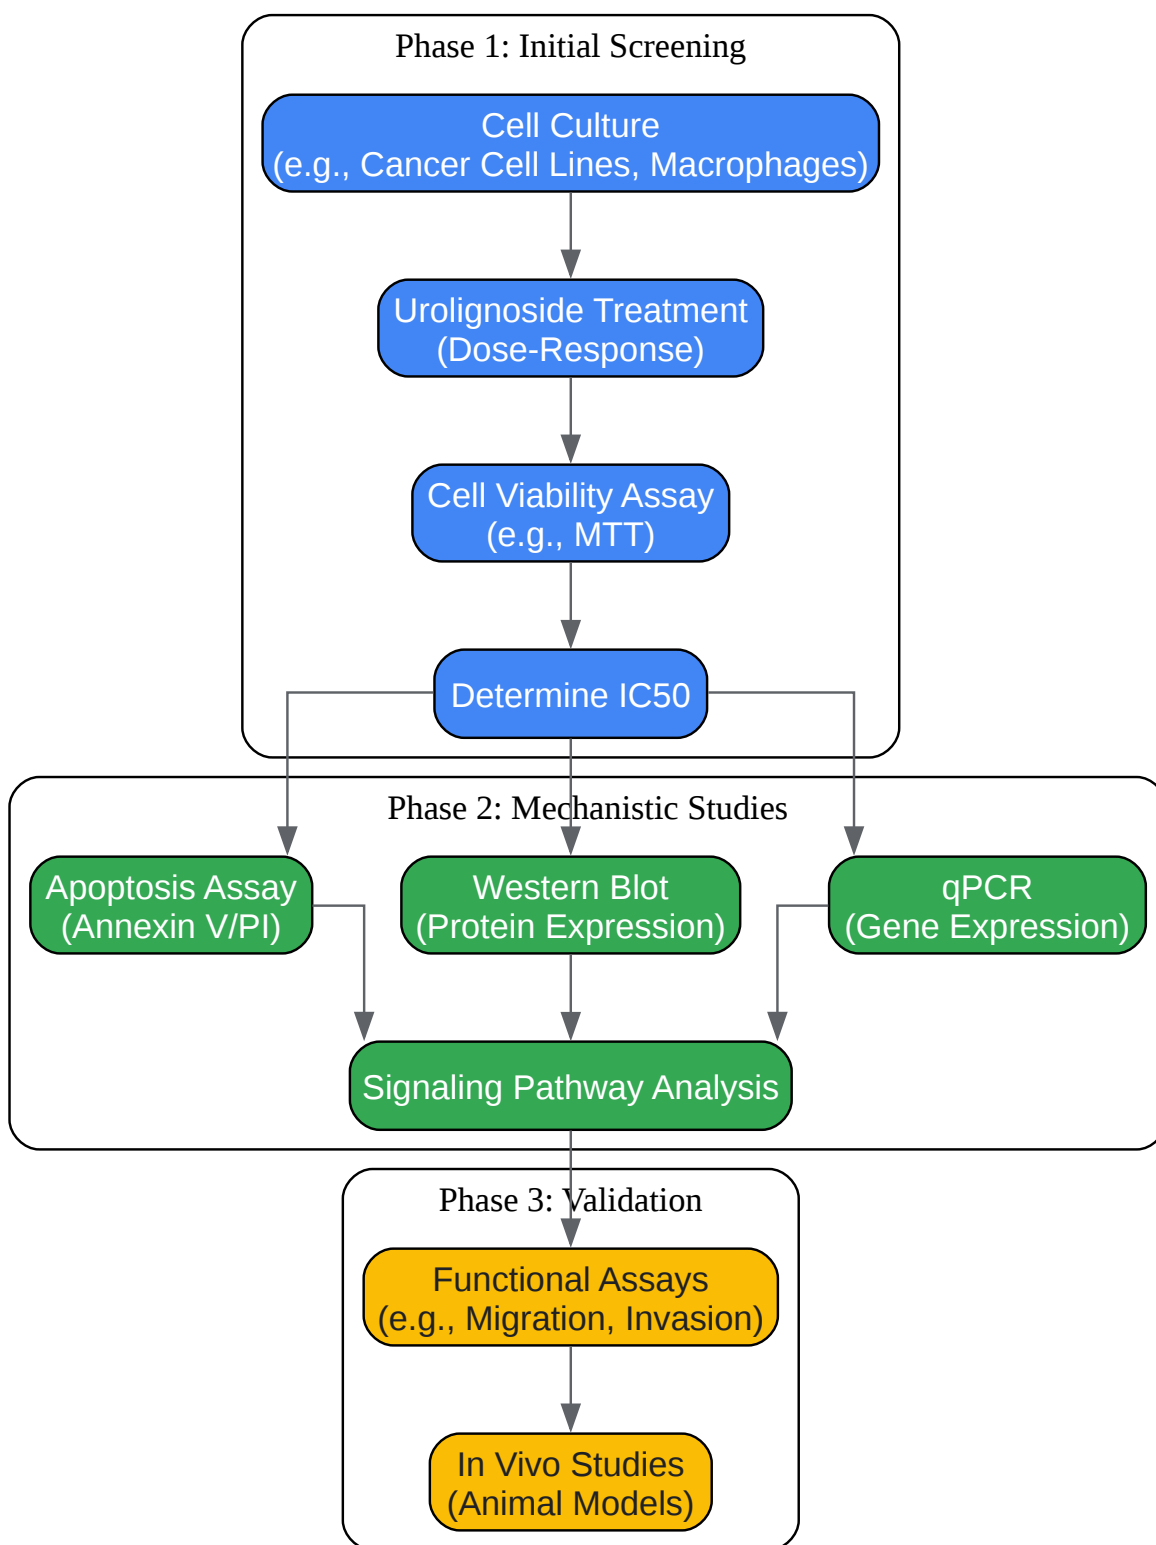 Phase 1: Initial Screening
Cell Culture
(e.g., Cancer Cell Lines, Macrophages)
Urolignoside Treatment
(Dose-Response)
Cell Viability Assay
(e.g., MTT)
Determine IC50
Phase 2: Mechanistic Studies
Apoptosis Assay
(Annexin V/PI)
Western Blot
(Protein Expression)
qPCR
(Gene Expression)
Signaling Pathway Analysis
Phase 3: Validation
Functional Assays
(e.g., Migration, Invasion)
In Vivo Studies
(Animal Models)